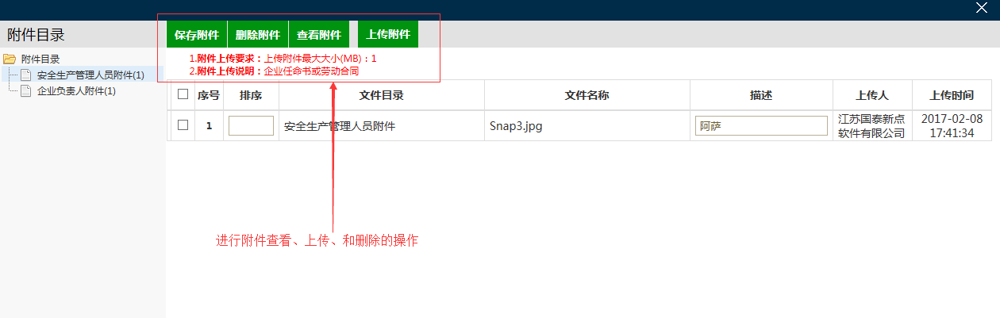 附件目录
保存附件 删除附件 查看附件 上传附件
1.附件上传要求：上传附件最大大小(MB)：1
2.附件上传说明：企业任命书或劳动合同
附件目录
安全生产管理人员附件(1)
企业负责人附件(1)
序号 排序 文件目录 文件名称 描述 上传人 上传时间
1 安全生产管理人员附件 Snap3.jpg 阿萨 江苏国泰新点 2017-02-08
软件有限公司 17:41:34
进行附件查看、上传、和删除的操作